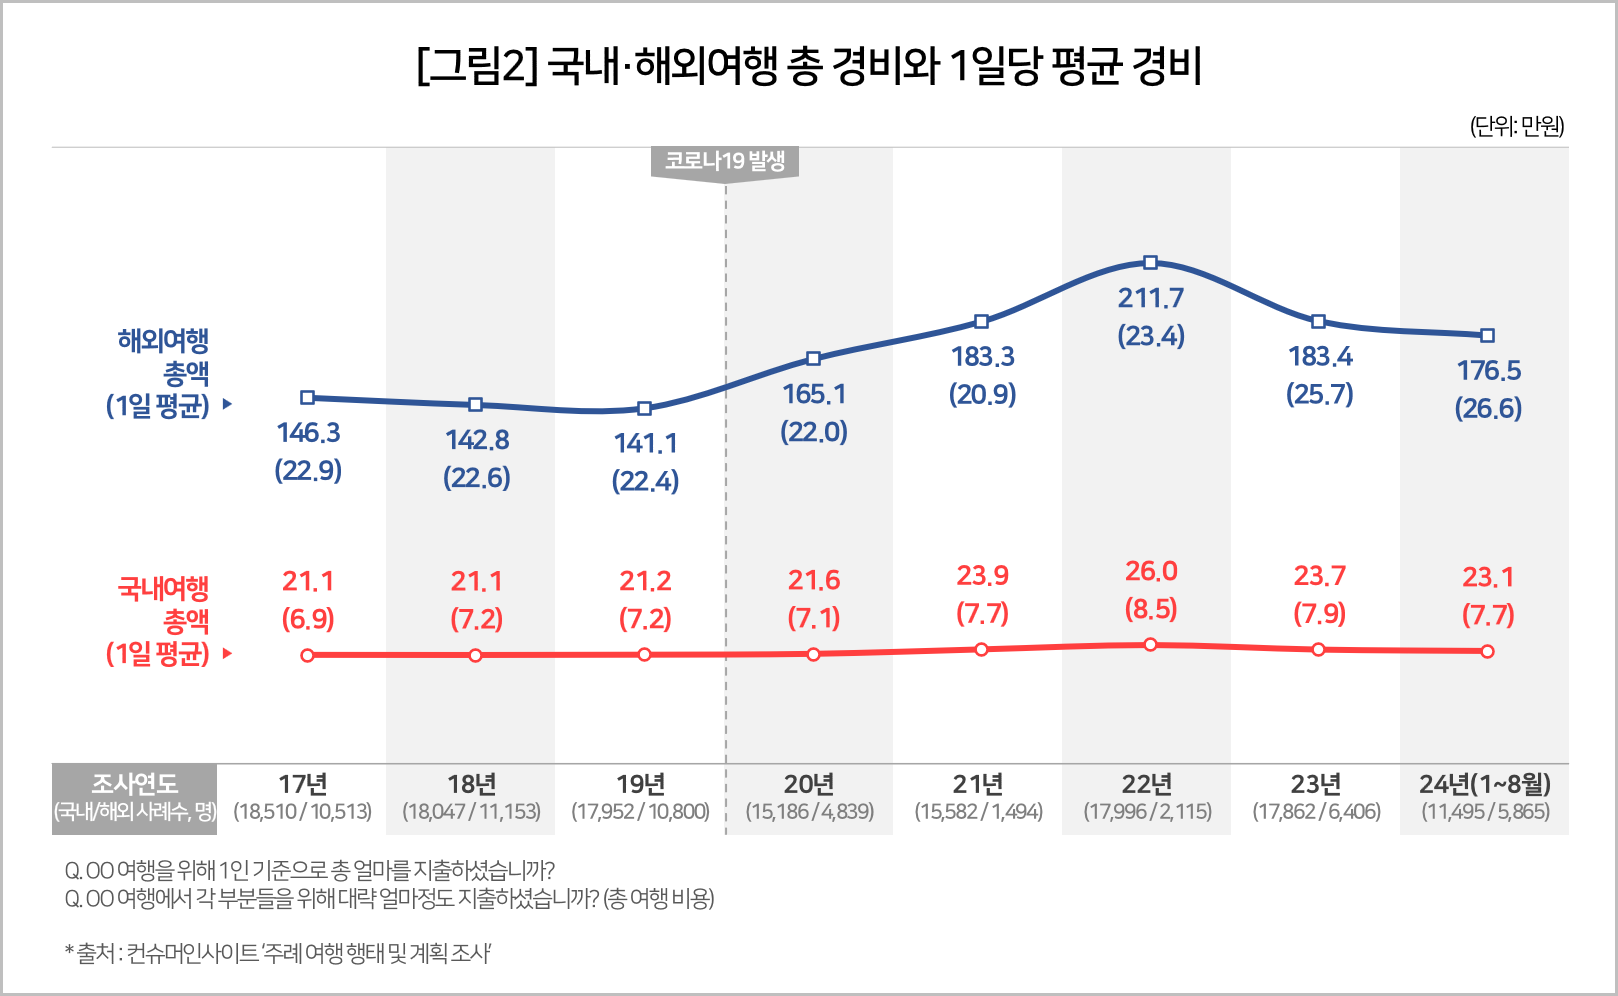 [그림2] 국내·해외여행 총 경비와 1일당 평균 경비
(단위: 만원)
코로나19 발생
해외여행
총액
(1일 평균) ▶
146.3
(22.9)
142.8
(22.6)
141.1
(22.4)
165.1
(22.0)
183.3
(20.9)
211.7
(23.4)
183.4
(25.7)
176.5
(26.6)
국내여행
총액
(1일 평균) ▶
21.1
(6.9)
21.1
(7.2)
21.2
(7.2)
21.6
(7.1)
23.9
(7.7)
26.0
(8.5)
23.7
(7.9)
23.1
(7.7)
조사연도
(국내/해외 사례수, 명)
17년
(18,510 / 10,513)
18년
(18,047 / 11,153)
19년
(17,952 / 10,800)
20년
(15,186 / 4,839)
21년
(15,582 / 1,494)
22년
(17,996 / 2,115)
23년
(17,862 / 6,406)
24년(1~8월)
(11,495 / 5,865)
Q. OO 여행을 위해 1인 기준으로 총 얼마를 지출하셨습니까?
Q. OO 여행에서 각 부분들을 위해 대략 얼마정도 지출하셨습니까? (총 여행 비용)
* 출처 : 컨슈머인사이트 ‘주례 여행 행태 및 계획 조사’